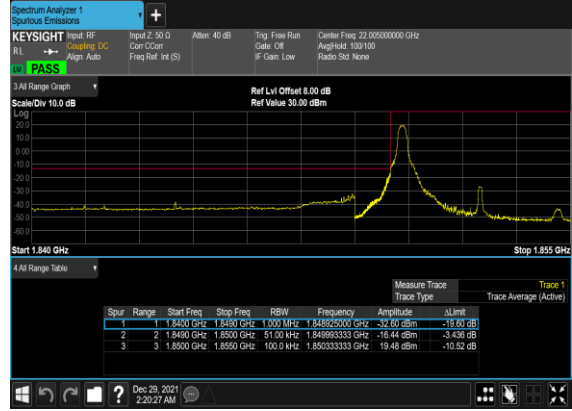 Spectrum Analyzer 1
Spurious Emissions
KEYSIGHT Input: RF Input Z: 50 Ω Atten: 40 dB Trig: Free Run Center Freq: 22.005000000 GHz
RL Coupling: DC Corr CCorr Gate: Off Avg|Hold: 100/100
Align: Auto Freq Ref: Int (S) IF Gain: Low Radio Std: None
PASS
3 All Range Graph
Ref Lvl Offset 8.00 dB
Scale/Div 10.0 dB Ref Value 30.00 dBm
Log
20.0
10.0
0.00
-10.0
-20.0
-30.0
-40.0
-50.0
-60.0
Start 1.840 GHz Stop 1.855 GHz
4 All Range Table
Measure Trace Trace 1
Trace Type Trace Average (Active)
Spur Range Start Freq Stop Freq RBW Frequency Amplitude ΔLimit
1 1 1.8400 GHz 1.8490 GHz 1.000 MHz 1.848925000 GHz -32.60 dBm -19.60 dB
2 2 1.8490 GHz 1.8500 GHz 51.00 kHz 1.849993333 GHz -16.44 dBm -3.436 dB
3 3 1.8500 GHz 1.8550 GHz 100.0 kHz 1.850333333 GHz 19.48 dBm -10.52 dB
Dec 29, 2021
2:20:27 AM